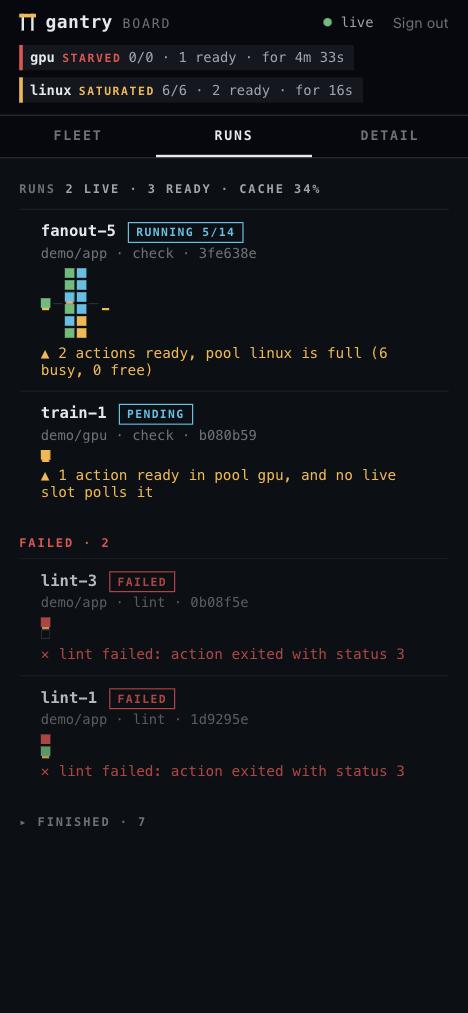 gantry BOARD ● live Sign out
gpu STARVED 0/0 · 1 ready · for 4m 33s
linux SATURATED 6/6 · 2 ready · for 16s
FLEET RUNS DETAIL
RUNS 2 LIVE · 3 READY · CACHE 34%
fanout-5 RUNNING 5/14
demo/app · check · 3fe638e
▲ 2 actions ready, pool linux is full (6
busy, 0 free)
train-1 PENDING
demo/gpu · check · b080b59
▲ 1 action ready in pool gpu, and no live
slot polls it
FAILED · 2
lint-3 FAILED
demo/app · lint · 0b08f5e
× lint failed: action exited with status 3
lint-1 FAILED
demo/app · lint · 1d9295e
× lint failed: action exited with status 3
▸ FINISHED · 7